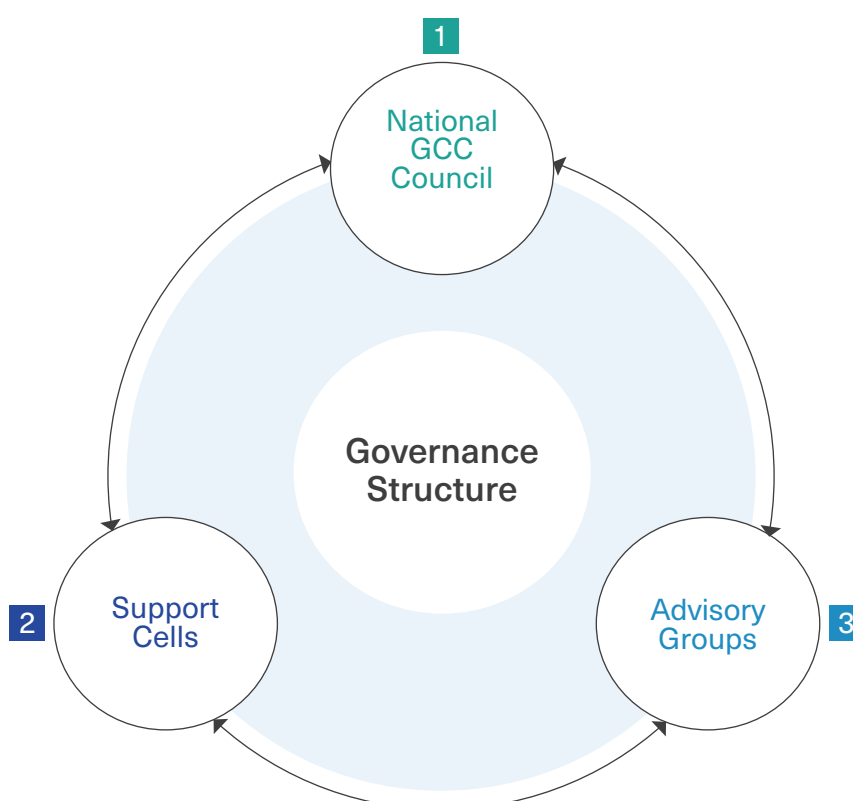 1
National
GCC
Council
Governance
Structure
2
Support
Cells
Advisory
Groups
3